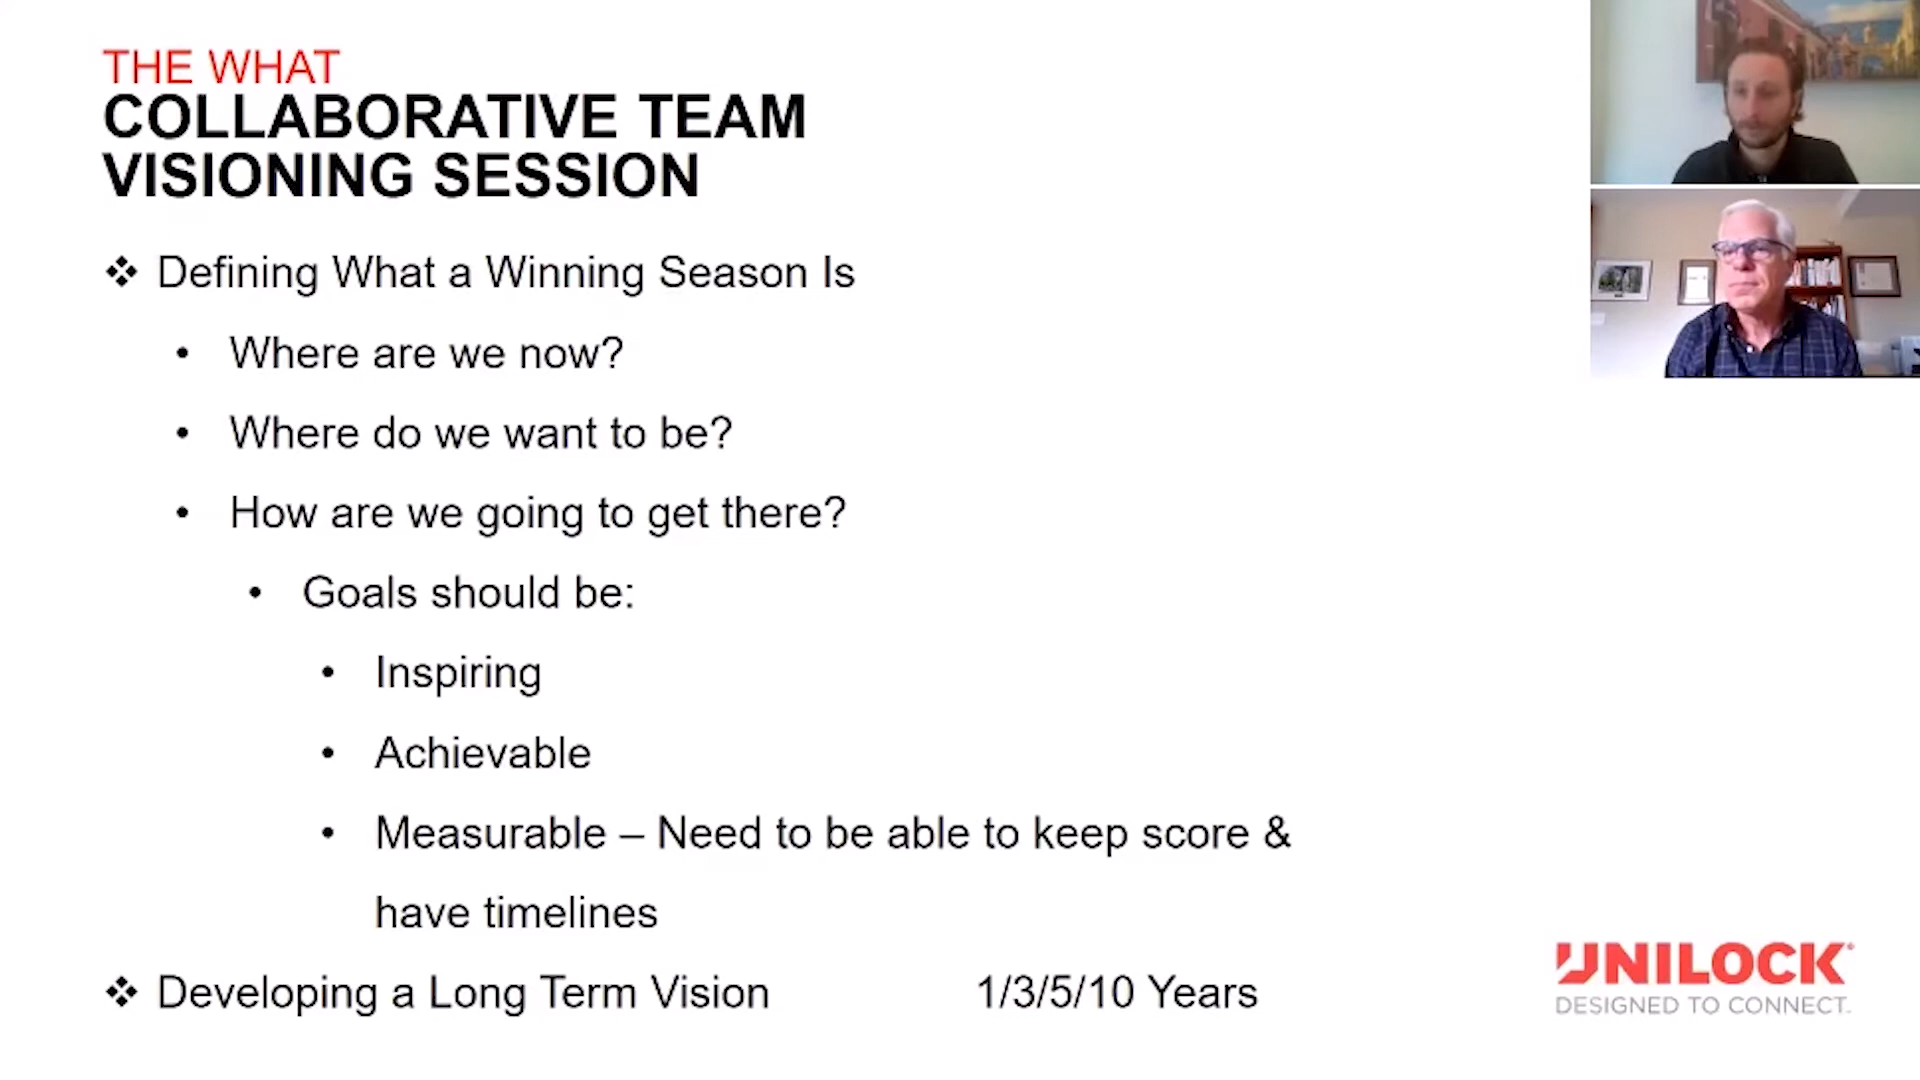 THE WHAT
COLLABORATIVE TEAM
VISIONING SESSION
❖ Defining What a Winning Season Is
• Where are we now?
• Where do we want to be?
• How are we going to get there?
• Goals should be:
• Inspiring
• Achievable
• Measurable – Need to be able to keep score &
have timelines
❖ Developing a Long Term Vision 1/3/5/10 Years
UNILOCK®
DESIGNED TO CONNECT.